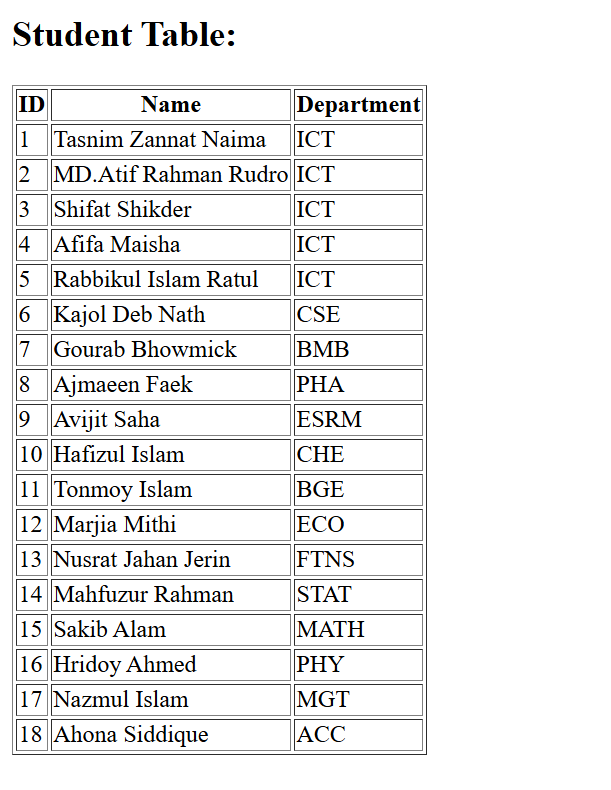 Student Table:
ID Name Department
1 Tasnim Zannat Naima ICT
2 MD.Atif Rahman Rudro ICT
3 Shifat Shikder ICT
4 Afifa Maisha ICT
5 Rabbikul Islam Ratul ICT
6 Kajol Deb Nath CSE
7 Gourab Bhowmick BMB
8 Ajmaeen Faek PHA
9 Avijit Saha ESRM
10 Hafizul Islam CHE
11 Tonmoy Islam BGE
12 Marjia Mithi ECO
13 Nusrat Jahan Jerin FTNS
14 Mahfuzur Rahman STAT
15 Sakib Alam MATH
16 Hridoy Ahmed PHY
17 Nazmul Islam MGT
18 Ahona Siddique ACC